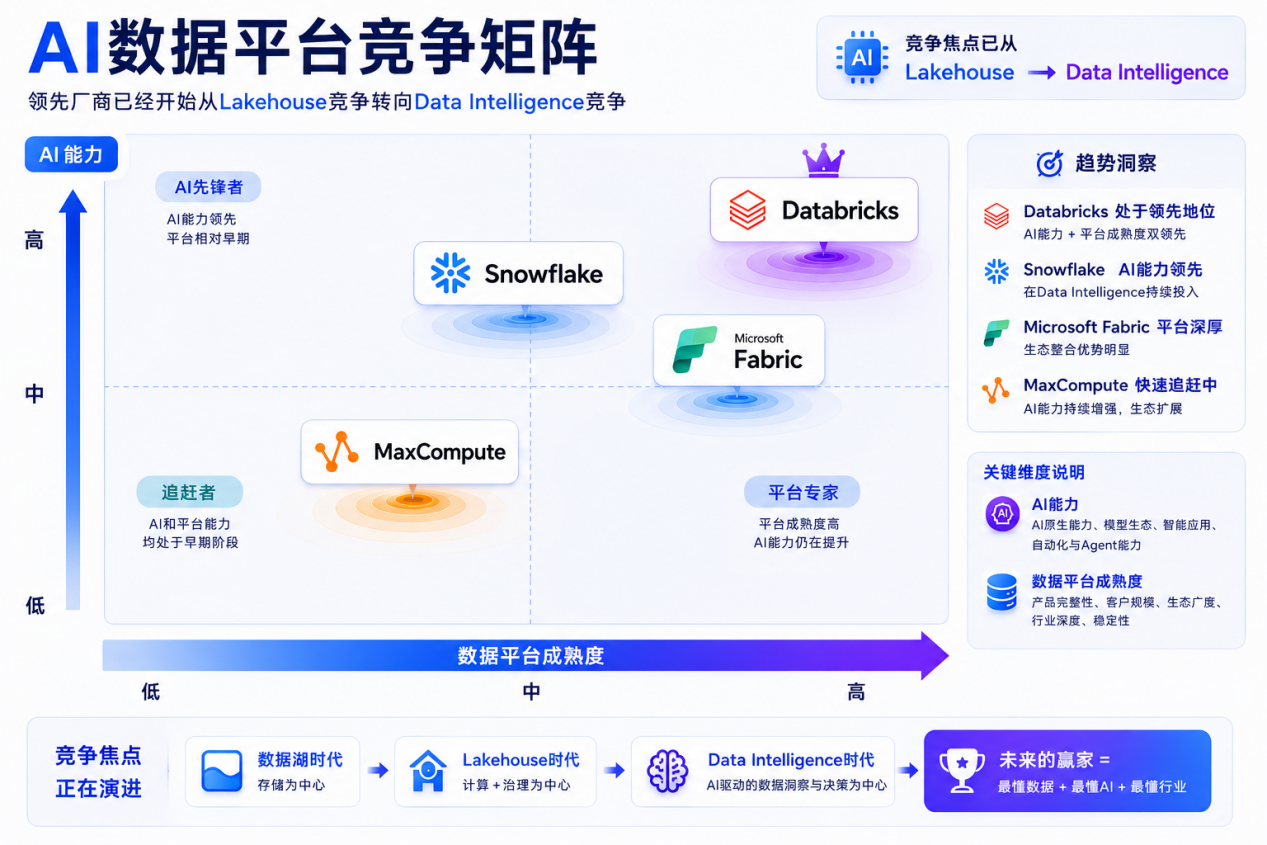 AI数据平台竞争矩阵
领先厂商已经开始从Lakehouse竞争转向Data Intelligence竞争
AI
竞争焦点已从
Lakehouse → Data Intelligence
AI 能力
高
中
低
AI先锋者
AI能力领先
平台相对早期
Databricks
Snowflake
Microsoft
Fabric
MaxCompute
追赶者
AI和平台能力
均处于早期阶段
平台专家
平台成熟度高
AI能力仍在提升
数据平台成熟度
低
中
高
趋势洞察
Databricks 处于领先地位
AI能力 + 平台成熟度双领先
Snowflake AI能力领先
在Data Intelligence持续投入
Microsoft Fabric 平台深厚
生态整合优势明显
MaxCompute 快速追赶中
AI能力持续增强，生态扩展
关键维度说明
AI
AI能力
AI原生能力、模型生态、智能应用、
自动化与Agent能力
数据平台成熟度
产品完整性、客户规模、生态广度、
行业深度、稳定性
竞争焦点
正在演进
数据湖时代
存储为中心
Lakehouse时代
计算 + 治理为中心
Data Intelligence时代
AI驱动的数据洞察与决策为中心
未来的赢家 =
最懂数据 + 最懂AI + 最懂行业